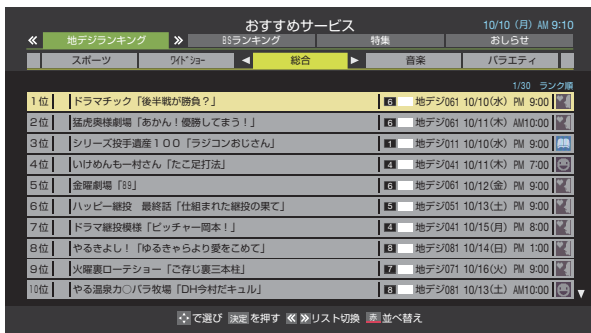 おすすめサービス
10/10 (月) AM 9:10
≪ 地デジランキング ≫ BSランキング 特集 おしらせ
スポーツ ﾜｲﾄﾞｼｮｰ ◀ 総合 ▶ 音楽 バラエティ
1/30 ランク順
1位 ドラマチック「後半戦が勝負?」 6 地デジ061 10/10(水) PM 9:00
2位 猛虎奥様劇場「あかん!優勝してまう!」 6 地デジ061 10/11(木) AM10:00
3位 シリーズ投手遺産100「ラジコンおじさん」 1 地デジ011 10/10(水) PM 9:00
4位 いけめんも一村さん「たこ足打法」 4 地デジ041 10/11(木) PM 7:00
5位 金曜劇場「89」 6 地デジ061 10/12(金) PM 9:00
6位 ハッピー継投 最終話「仕組まれた継投の果て」 5 地デジ051 10/13(土) PM 9:00
7位 ドラマ継投模様「ピッチャー岡本!」 4 地デジ041 10/15(月) PM 8:00
8位 やるきよし!「ゆるきゃらより愛をこめて」 8 地デジ081 10/14(日) PM 1:00
9位 火曜裏ローテショー「ご存じ裏三本柱」 7 地デジ071 10/16(火) PM 9:00
10位 やる温泉カ○バラ牧場「DH今村だキュル」 8 地デジ081 10/13(土) AM10:00 ▼
で選び 決定 を押す ≪ ≫ リスト切換 赤 並べ替え